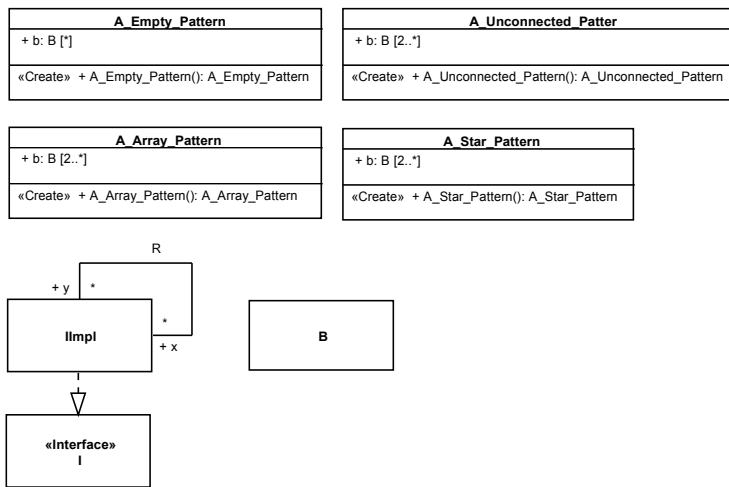 A_Empty_Pattern
+ b: B [*]
«Create» + A_Empty_Pattern(): A_Empty_Pattern
A_Unconnected_Patter
+ b: B [2..*]
«Create» + A_Unconnected_Pattern(): A_Unconnected_Pattern
A_Array_Pattern
+ b: B [2..*]
«Create» + A_Array_Pattern(): A_Array_Pattern
A_Star_Pattern
+ b: B [2..*]
«Create» + A_Star_Pattern(): A_Star_Pattern
R
+ y *
IImpl
*
+ x
B
«Interface»
I